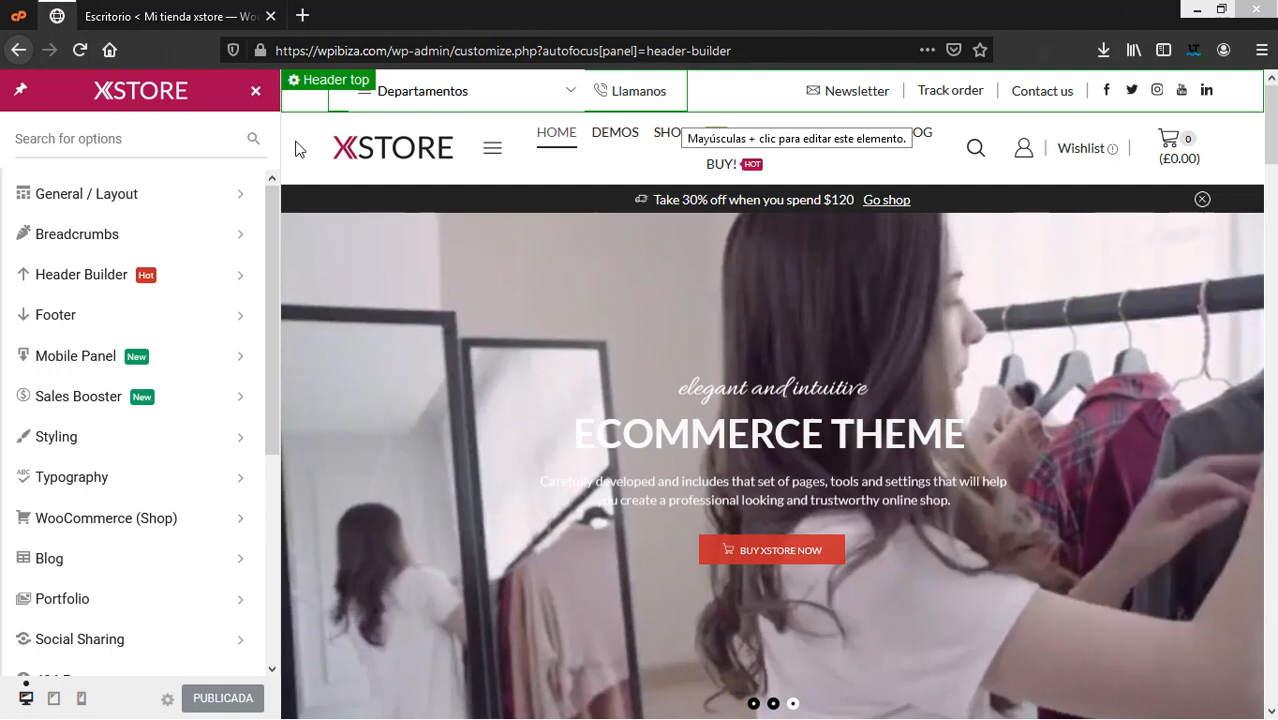 Escritorio < Mi tienda xstore — Wo
https://wpibiza.com/wp-admin/customize.php?autofocus[panel]=header-builder
XSTORE
Header top
Departamentos
Llamanos
Newsletter
Track order
Contact us
Search for options
XSTORE
HOME
DEMOS
SHO
Mayúsculas + clic para editar este elemento.
OG
BUY!
HOT
Wishlist
0
(£0.00)
Take 30% off when you spend $120 Go shop
General / Layout
Breadcrumbs
Header Builder Hot
Footer
Mobile Panel New
Sales Booster New
Styling
Typography
WooCommerce (Shop)
Blog
Portfolio
Social Sharing
PUBLICADA
elegant and intuitive
ECOMMERCE THEME
Carefully developed and includes that set of pages, tools and settings that will help
you create a professional looking and trustworthy online shop.
BUY XSTORE NOW